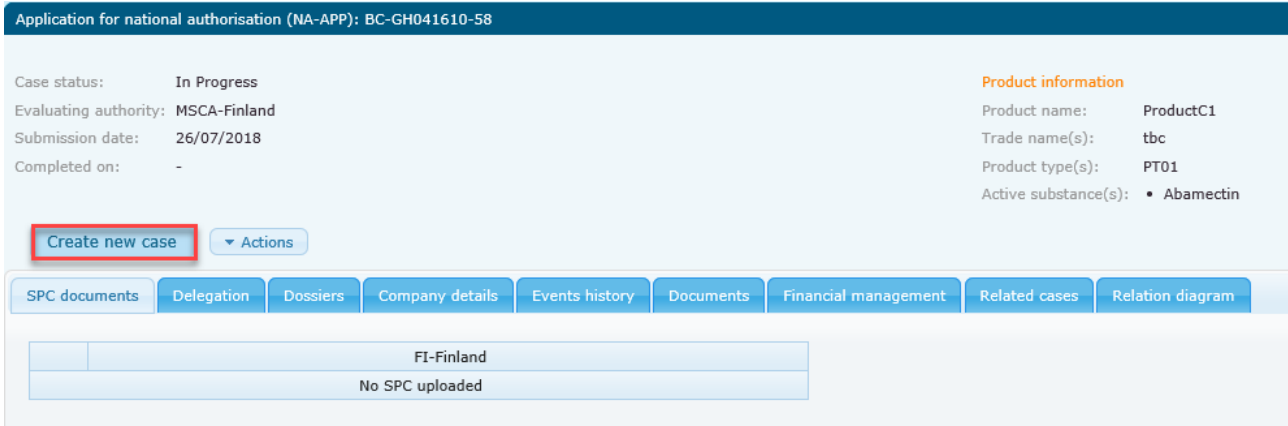 Application for national authorisation (NA-APP): BC-GH041610-58
Case status: In Progress
Evaluating authority: MSCA-Finland
Submission date: 26/07/2018
Completed on: -
Product information
Product name: ProductC1
Trade name(s): tbc
Product type(s): PT01
Active substance(s): • Abamectin
Create new case
Actions
SPC documents Delegation Dossiers Company details Events history Documents Financial management Related cases Relation diagram
FI-Finland
No SPC uploaded